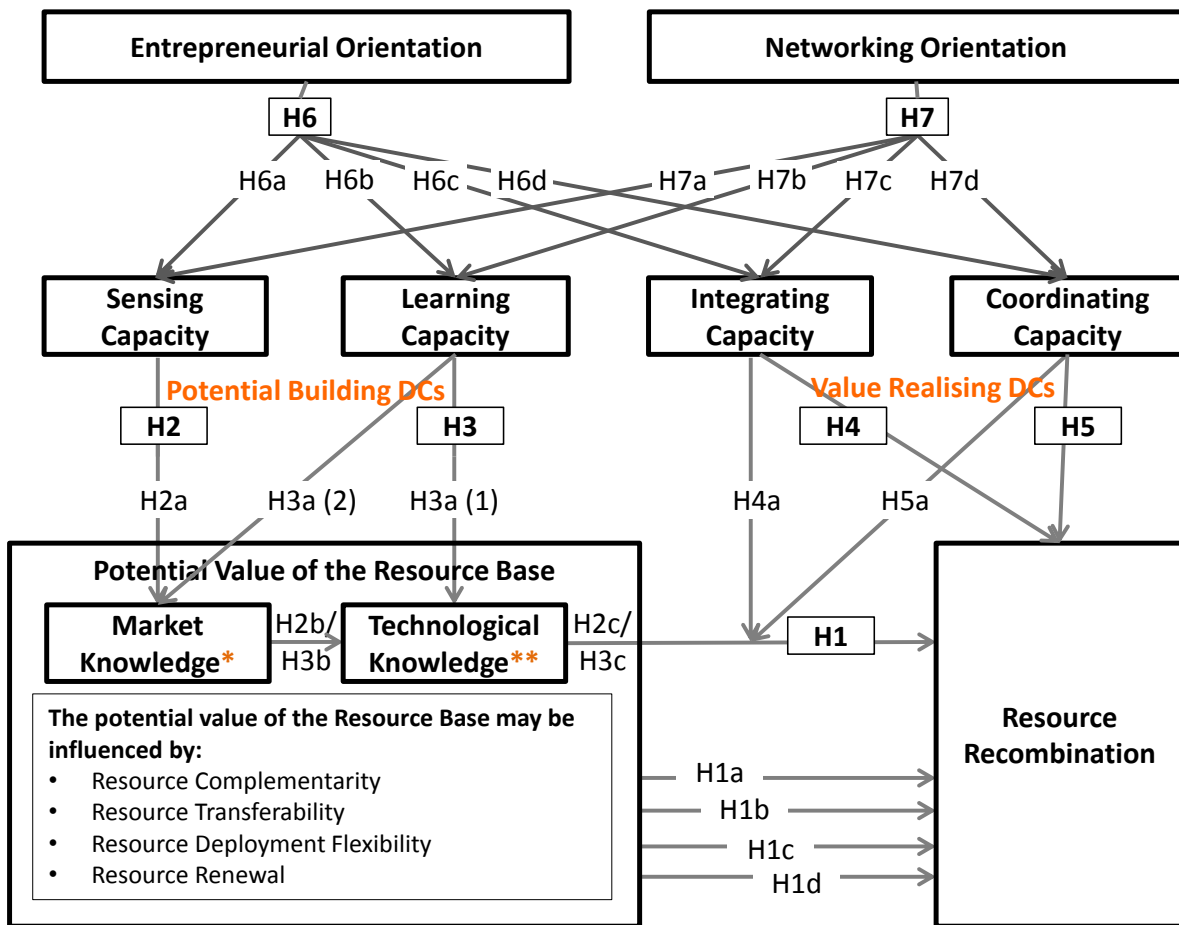 Entrepreneurial Orientation
Networking Orientation
H6
H7
H6a
H6b
H6c
H6d
H7a
H7b
H7c
H7d
Sensing
Capacity
Learning
Capacity
Integrating
Capacity
Coordinating
Capacity
Potential Building DCs
Value Realising DCs
H2
H3
H4
H5
H2a
H3a (2)
H3a (1)
H4a
H5a
Potential Value of the Resource Base
Market
Knowledge*
H2b/
H3b
Technological
Knowledge**
H2c/
H3c
H1
The potential value of the Resource Base may be
influenced by:
• Resource Complementarity
• Resource Transferability
• Resource Deployment Flexibility
• Resource Renewal
H1a
H1b
H1c
H1d
Resource
Recombination